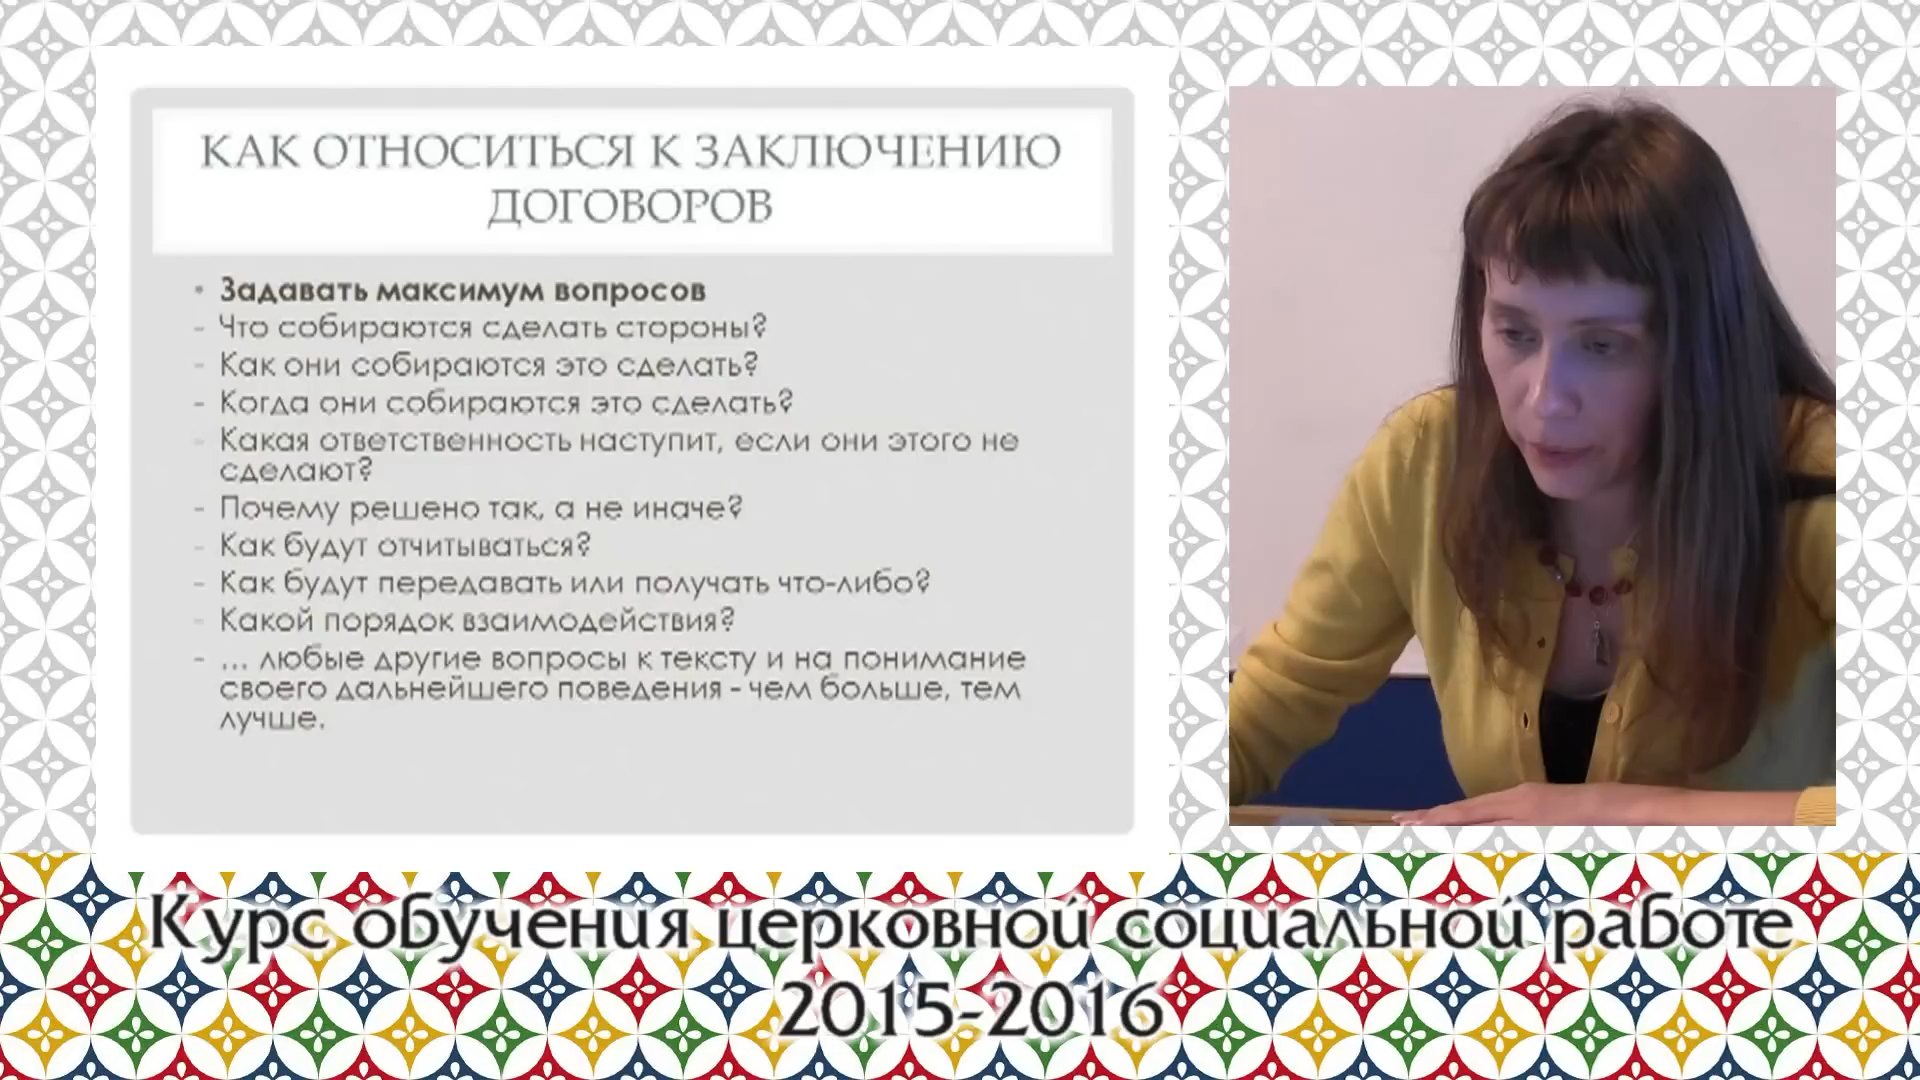 КАК ОТНОСИТЬСЯ К ЗАКЛЮЧЕНИЮ
ДОГОВОРОВ
• Задавать максимум вопросов
- Что собираются сделать стороны?
- Как они собираются это сделать?
- Когда они собираются это сделать?
- Какая ответственность наступит, если они этого не
сделают?
- Почему решено так, а не иначе?
- Как будут отчитываться?
- Как будут передавать или получать что-либо?
- Какой порядок взаимодействия?
- ... любые другие вопросы к тексту и на понимание
своего дальнейшего поведения - чем больше, тем
лучше.
Курс обучения церковной социальной работе
2015-2016